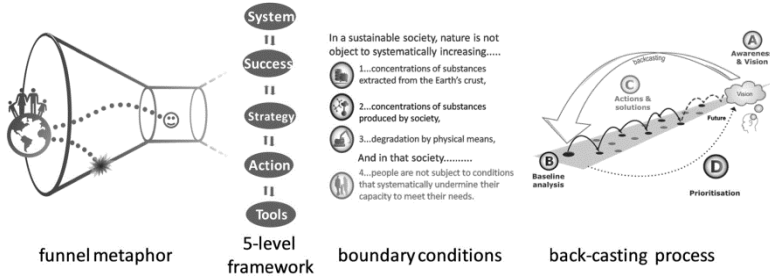 System
Success
Strategy
Action
Tools
In a sustainable society, nature is not
object to systematically increasing.....
1...concentrations of substances
extracted from the Earth's crust,
2...concentrations of substances
produced by society,
3...degradation by physical means,
And in that society..........
4...people are not subject to conditions
that systematically undermine their
capacity to meet their needs.
A
Awareness
& Vision
backcasting
C
Actions &
solutions
Vision
Future
B
Baseline
analysis
D
Prioritisation
funnel metaphor
5-level
framework
boundary conditions
back-casting process